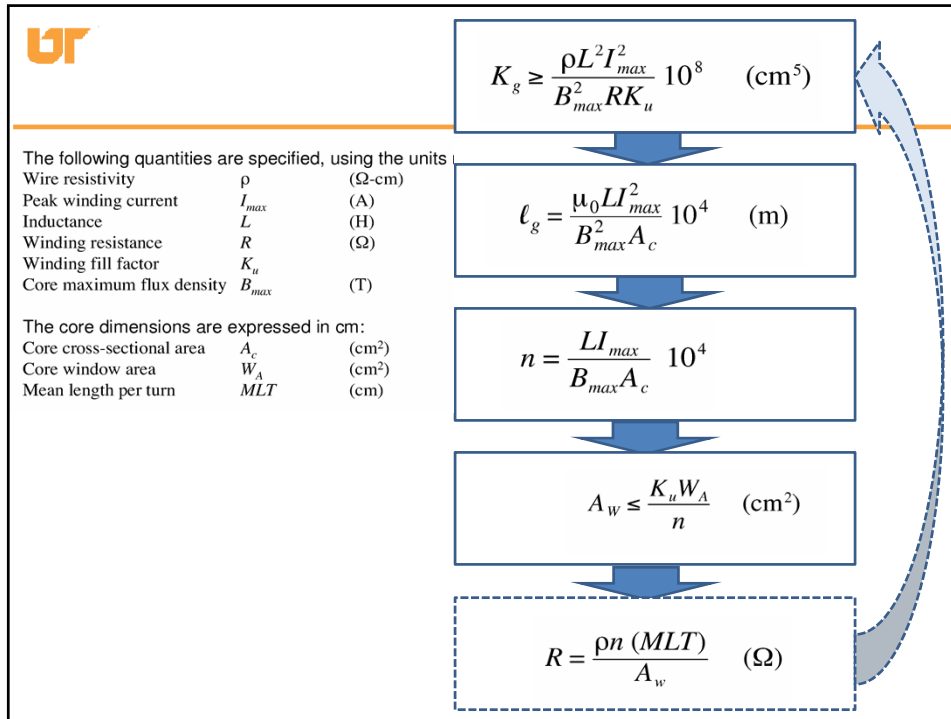 UT
K_g ≥ ρL²I²_max / B²_max RK_u 10⁸ (cm⁵)
The following quantities are specified, using the units
Wire resistivity ρ (Ω-cm)
Peak winding current I_max (A)
Inductance L (H)
Winding resistance R (Ω)
Winding fill factor K_u
Core maximum flux density B_max (T)
The core dimensions are expressed in cm:
Core cross-sectional area A_c (cm²)
Core window area W_A (cm²)
Mean length per turn MLT (cm)
ℓ_g = μ₀LI²_max / B²_max A_c 10⁴ (m)
n = LI_max / B_max A_c 10⁴
A_W ≤ K_u W_A / n (cm²)
R = ρn (MLT) / A_w (Ω)